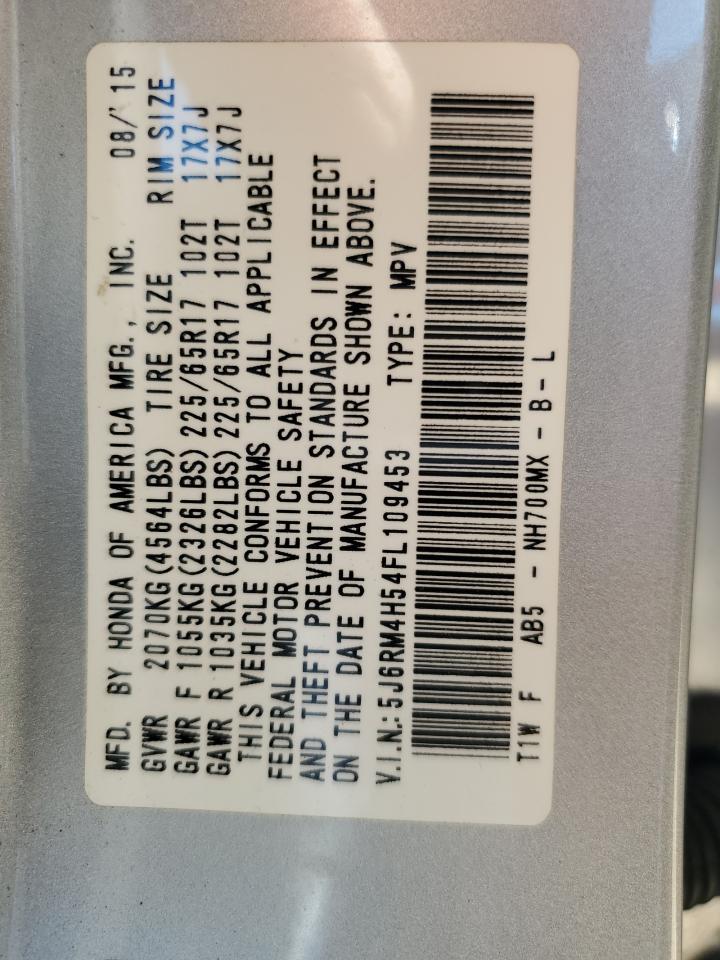 MFD. BY HONDA OF AMERICA MFG., INC. 08/'15
GVWR 2070KG(4564LBS) TIRE SIZE RIM SIZE
GAWR F 1055KG(2326LBS) 225/65R17 102T 17X7J
GAWR R 1035KG(2282LBS) 225/65R17 102T 17X7J
THIS VEHICLE CONFORMS TO ALL APPLICABLE
FEDERAL MOTOR VEHICLE SAFETY
AND THEFT PREVENTION STANDARDS IN EFFECT
ON THE DATE OF MANUFACTURE SHOWN ABOVE.
V.I.N.:5J6RM4H54FL109453 TYPE: MPV
T1W F AB5 - NH700MX - B - L